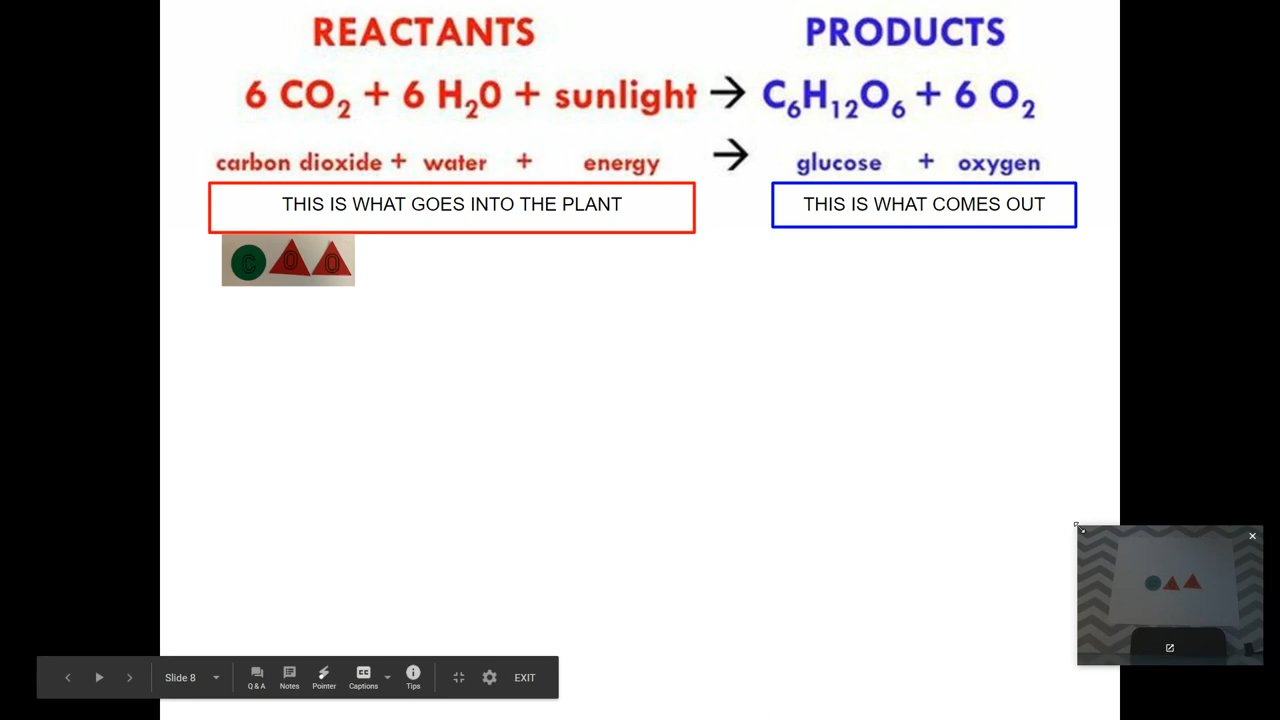 REACTANTS PRODUCTS
6 CO₂ + 6 H₂0 + sunlight → C₆H₁₂O₆ + 6 O₂
carbon dioxide + water + energy → glucose + oxygen
THIS IS WHAT GOES INTO THE PLANT THIS IS WHAT COMES OUT
C O O
Slide 8 Q & A Notes Pointer CC Captions Tips EXIT